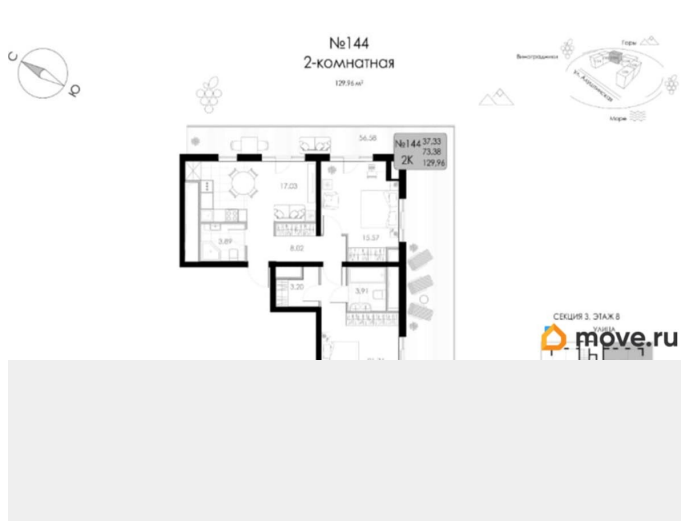 №144
2-комнатная
129.96 м²
С
Ю
Горы
Виноградники
Море
56.58
№144 37.33
73.38
2К 129.96
17.03
15.57
3.89
8.02
3.20
3.91
СЕКЦИЯ 3. ЭТАЖ 8
УЛИЦА
move.ru